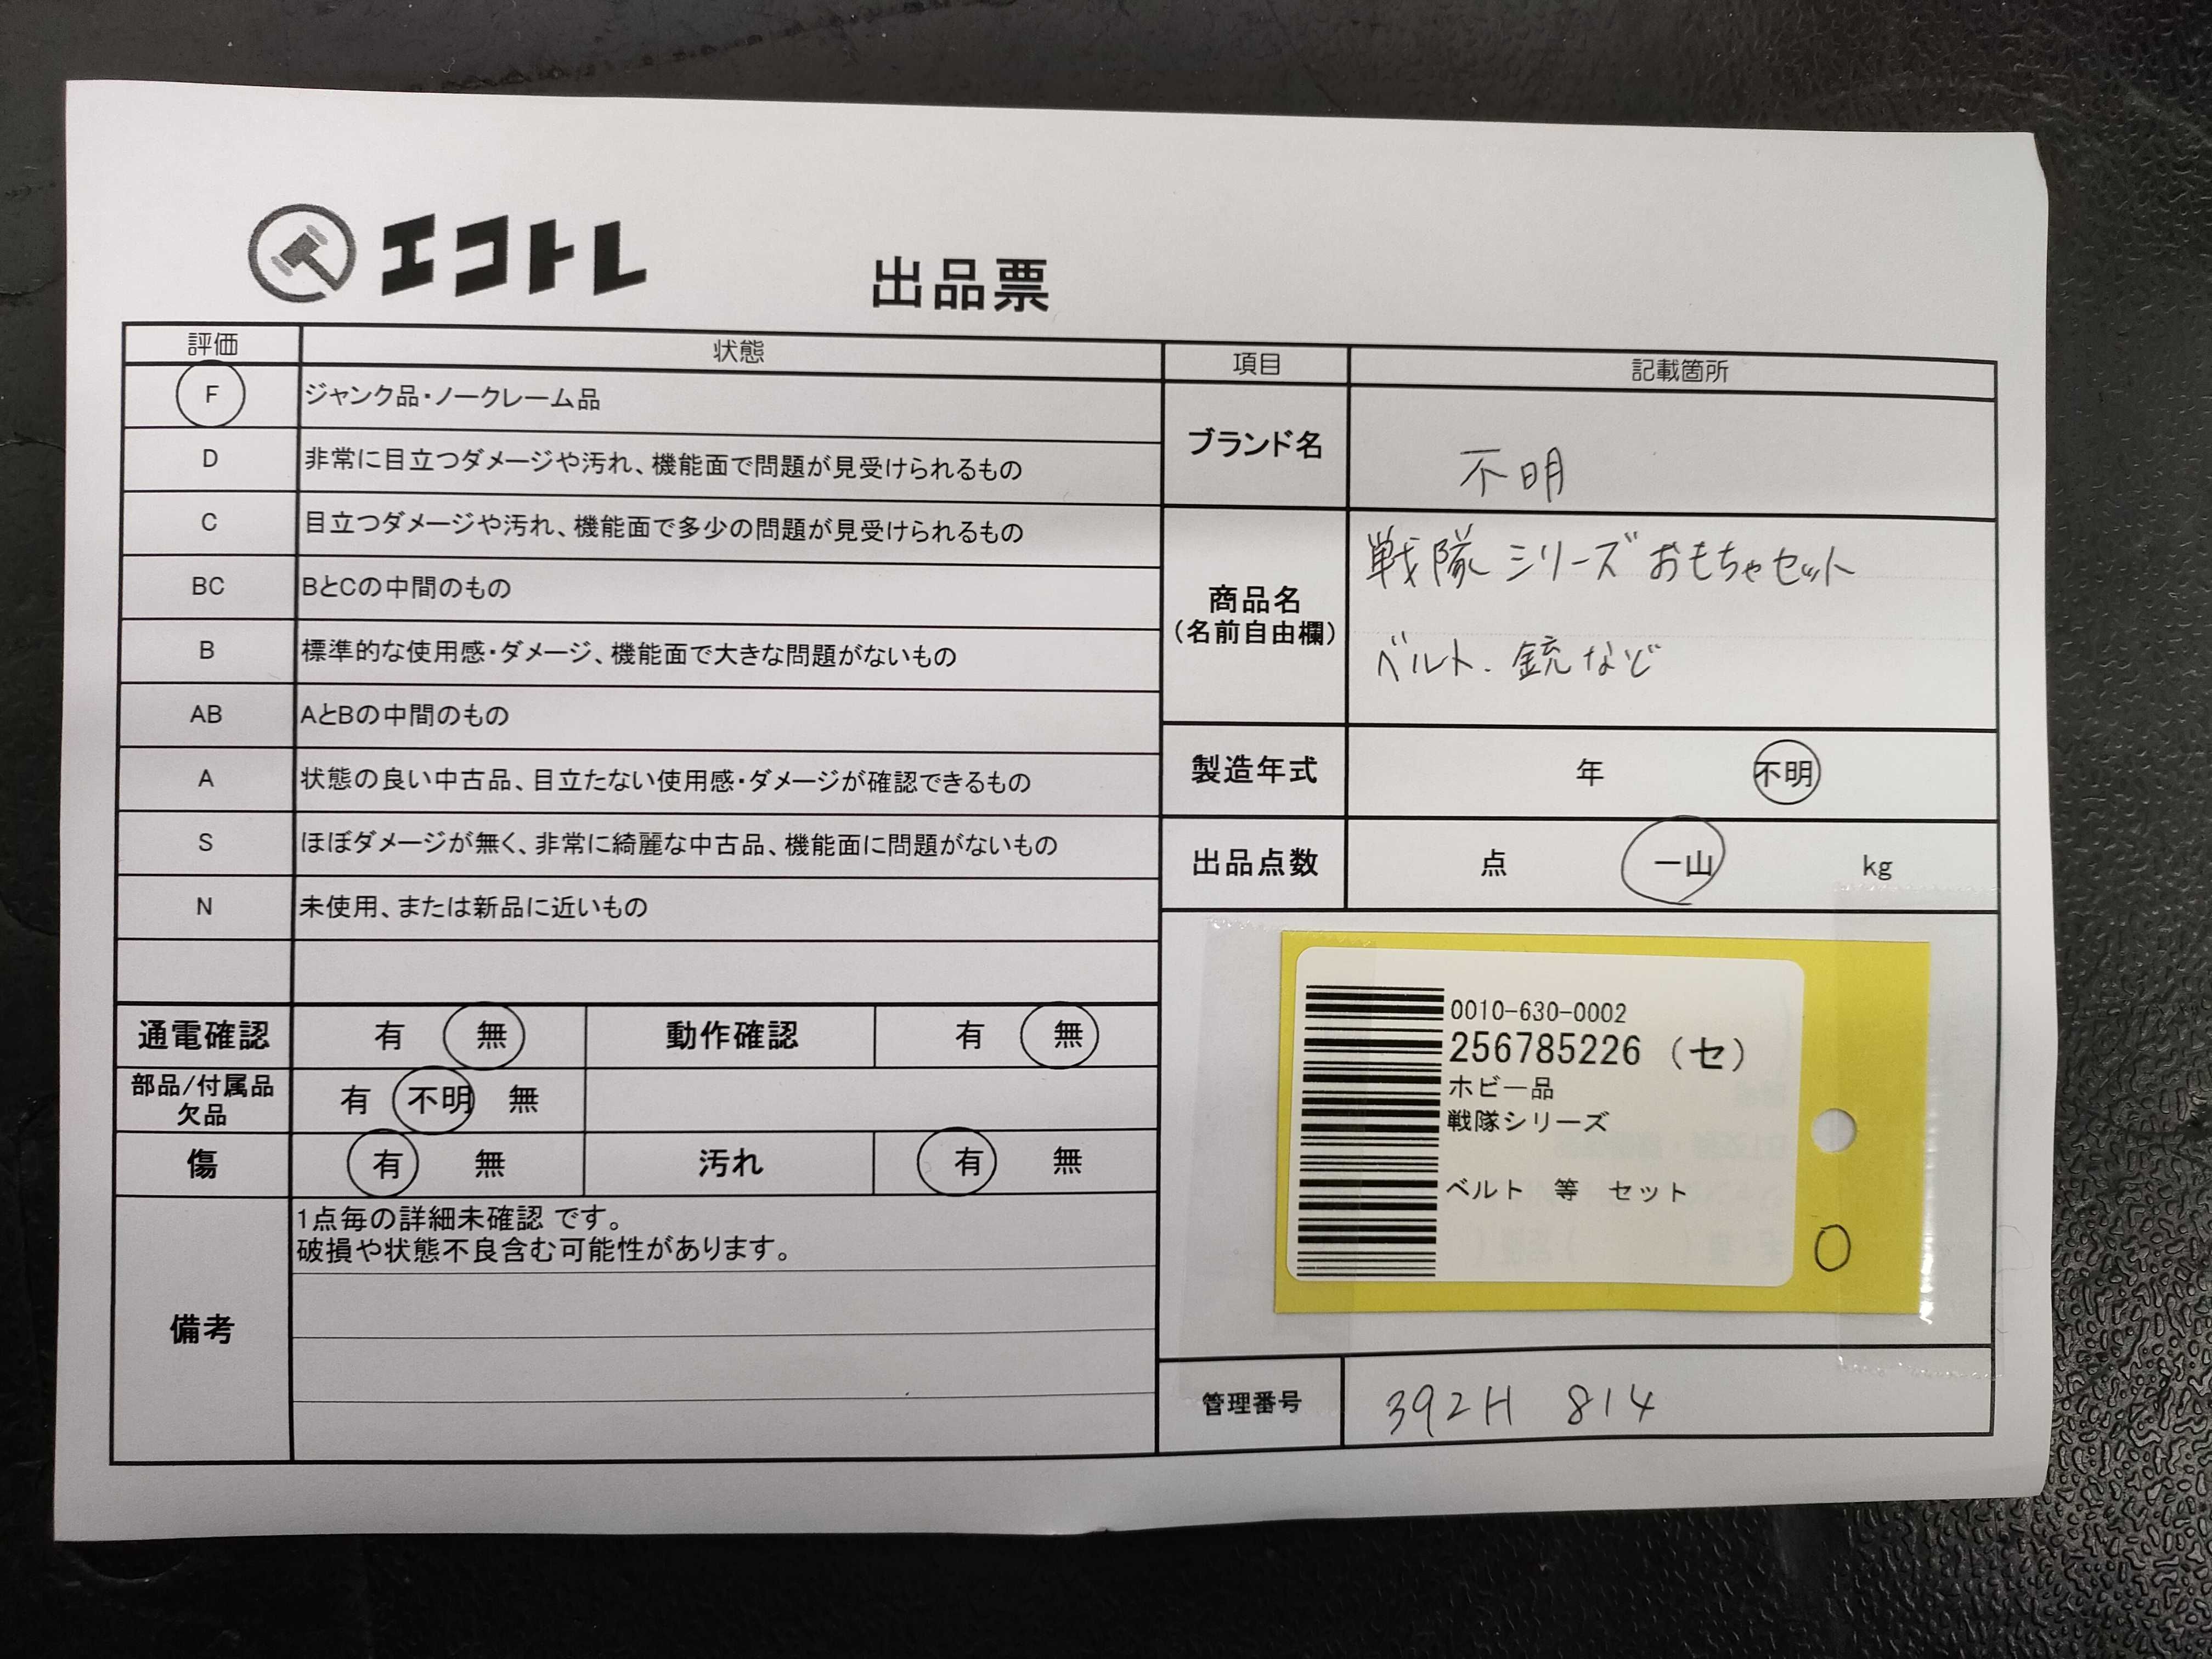 エコトレ
出品票
評価 状態
F ジャンク品・ノークレーム品
D 非常に目立つダメージや汚れ、機能面で問題が見受けられるもの
C 目立つダメージや汚れ、機能面で多少の問題が見受けられるもの
BC BとCの中間のもの
B 標準的な使用感・ダメージ、機能面で大きな問題がないもの
AB AとBの中間のもの
A 状態の良い中古品、目立たない使用感・ダメージが確認できるもの
S ほぼダメージが無く、非常に綺麗な中古品、機能面に問題がないもの
N 未使用、または新品に近いもの
通電確認 有 無 動作確認 有 無
部品/付属品
欠品
有 不明 無
傷 有 無 汚れ 有 無
備考
1点毎の詳細未確認 です。
破損や状態不良含む可能性があります。
項目 記載箇所
ブランド名 不明
商品名
(名前自由欄)
戦隊シリーズおもちゃセット
ベルト、銃など
製造年式 年 不明
出品点数 点 一山 kg
0010-630-0002
256785226 (セ)
ホビー品
戦隊シリーズ
ベルト 等 セット
0
管理番号 392H 814